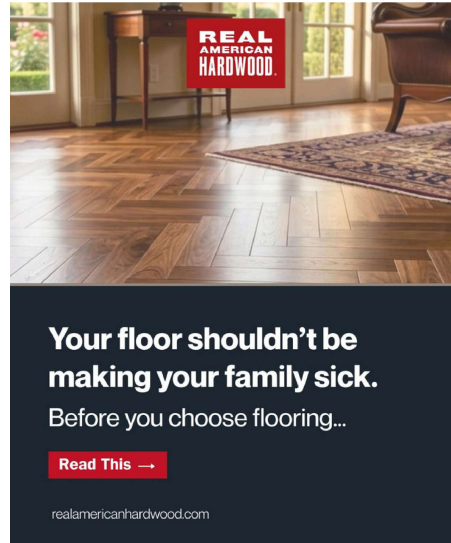 REAL
AMERICAN
HARDWOOD.
Your floor shouldn't be
making your family sick.
Before you choose flooring...
Read This →
realamericanhardwood.com